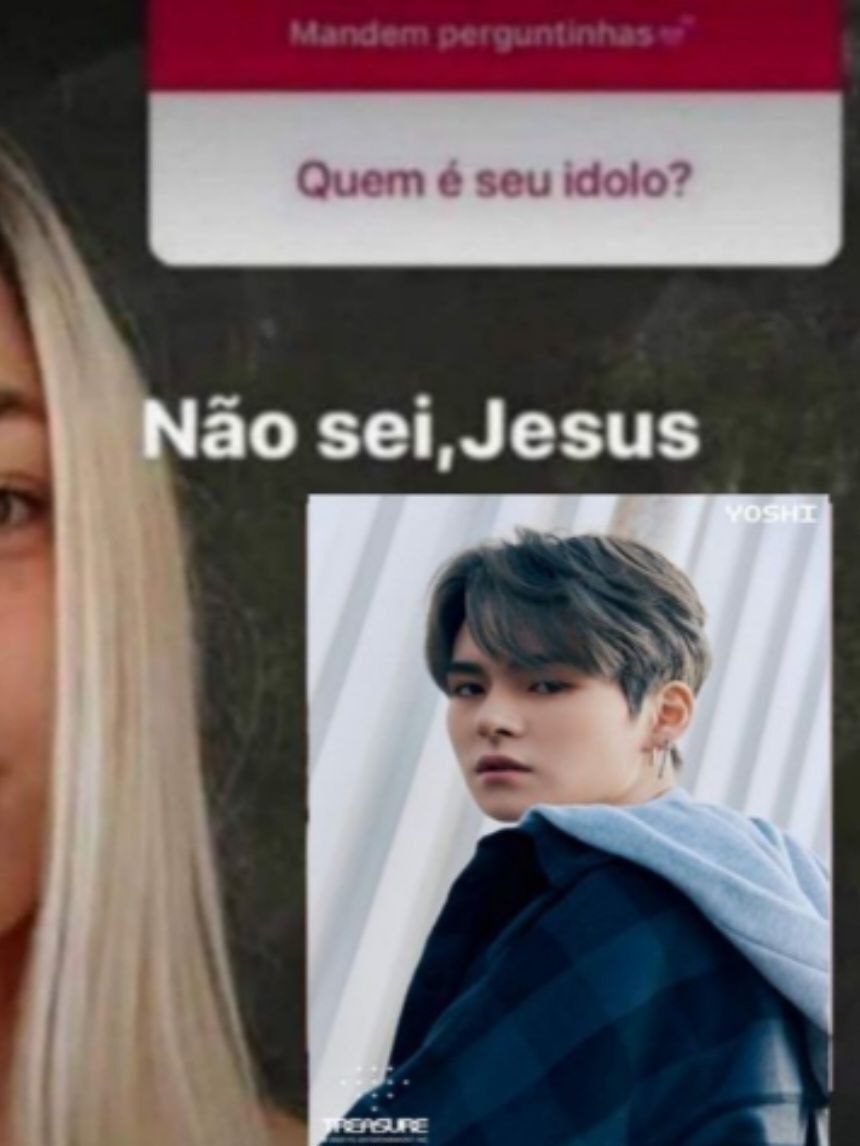 Mandem perguntinhas💕
Quem é seu idolo?
Não sei,Jesus
YOSHI
TREASURE